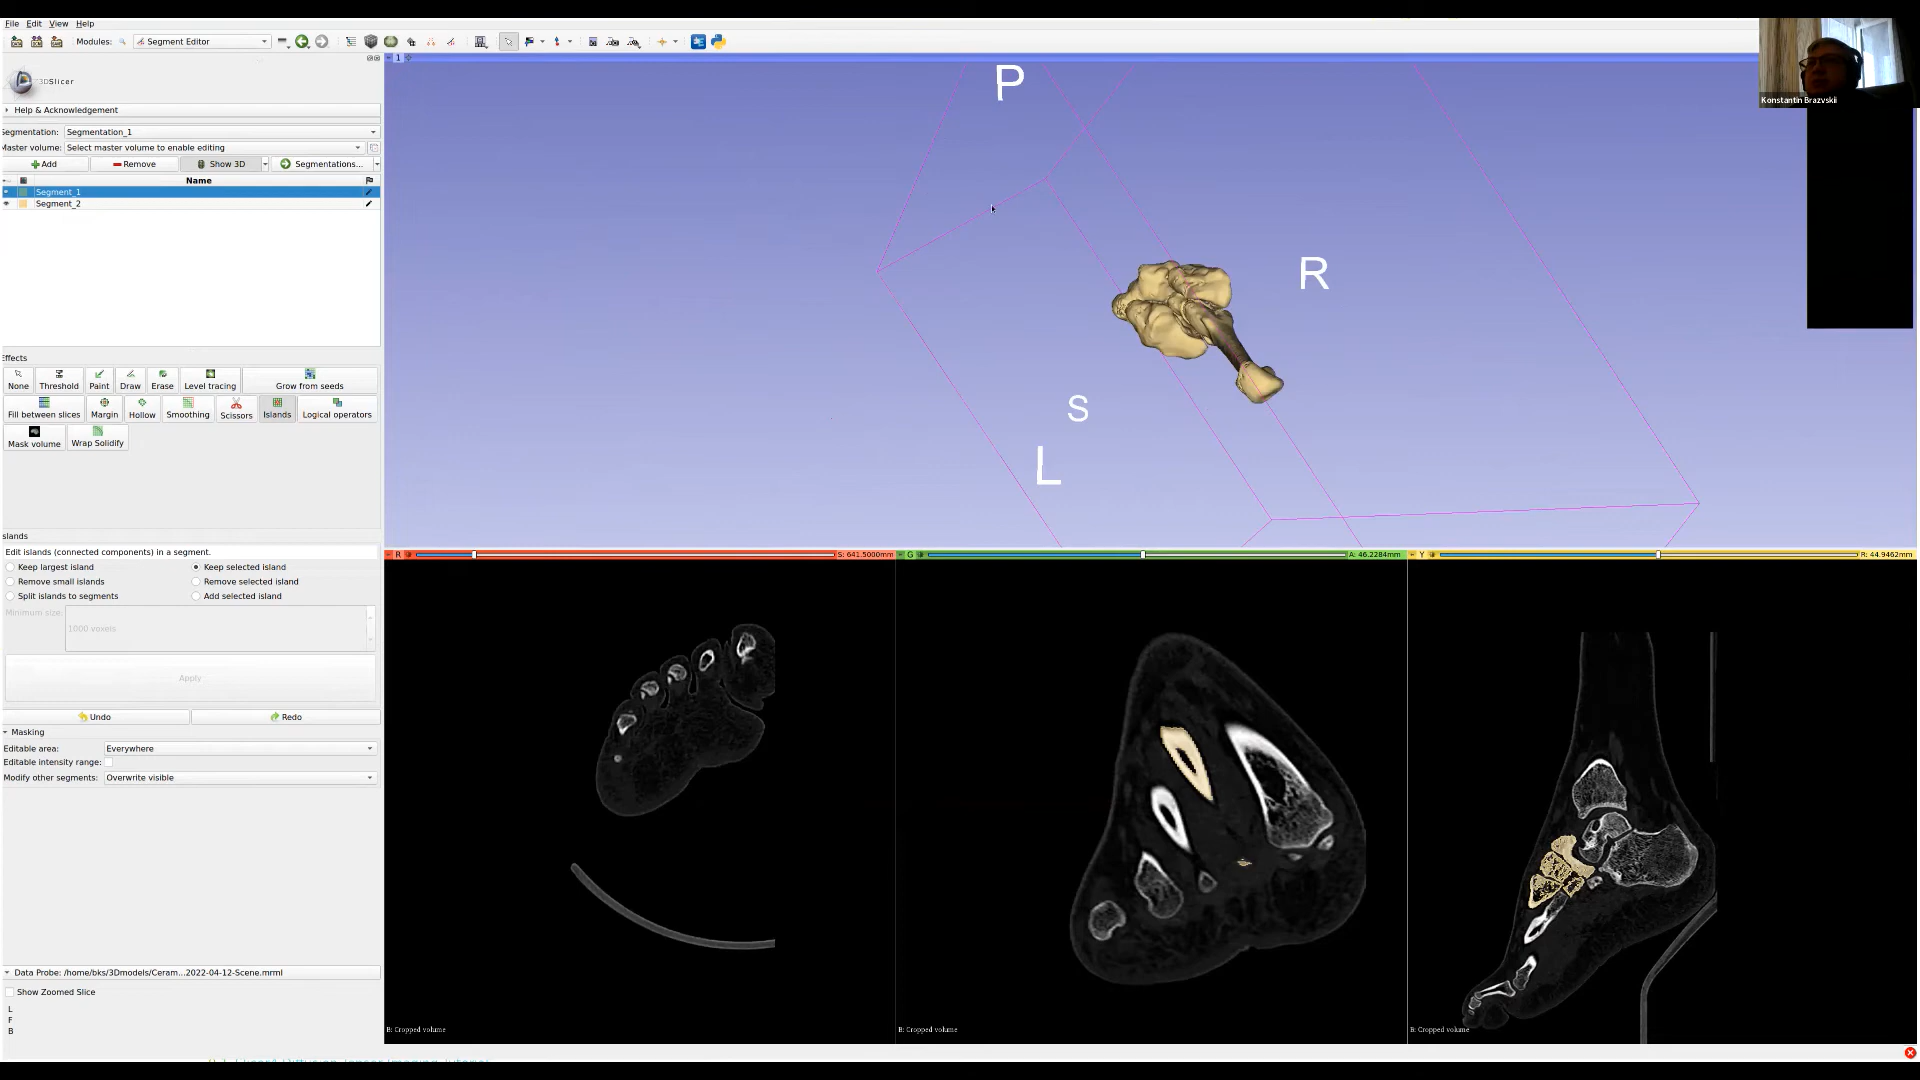 File Edit View Help
Modules: Segment Editor
3DSlicer
Help & Acknowledgement
Segmentation: Segmentation_1
Master volume: Select master volume to enable editing
Add Remove Show 3D Segmentations...
Name
Segment_1
Segment_2
Effects
None Threshold Paint Draw Erase Level tracing Grow from seeds
Fill between slices Margin Hollow Smoothing Scissors Islands Logical operators
Mask volume Wrap Solidify
Islands
Edit islands (connected components) in a segment.
Keep largest island Keep selected island
Remove small islands Remove selected island
Split islands to segments Add selected island
Minimum size: 1000 voxels
Apply
Undo Redo
Masking
Editable area: Everywhere
Editable intensity range:
Modify other segments: Overwrite visible
Data Probe: /home/bks/3Dmodels/Ceram...2022-04-12-Scene.mrml
Show Zoomed Slice
L
F
B
1
P
R
S
L
Konstantin Brazvskii
R S: 641.5000mm
G A: 46.2284mm
Y R: 44.9462mm
B: Cropped volume
B: Cropped volume
B: Cropped volume